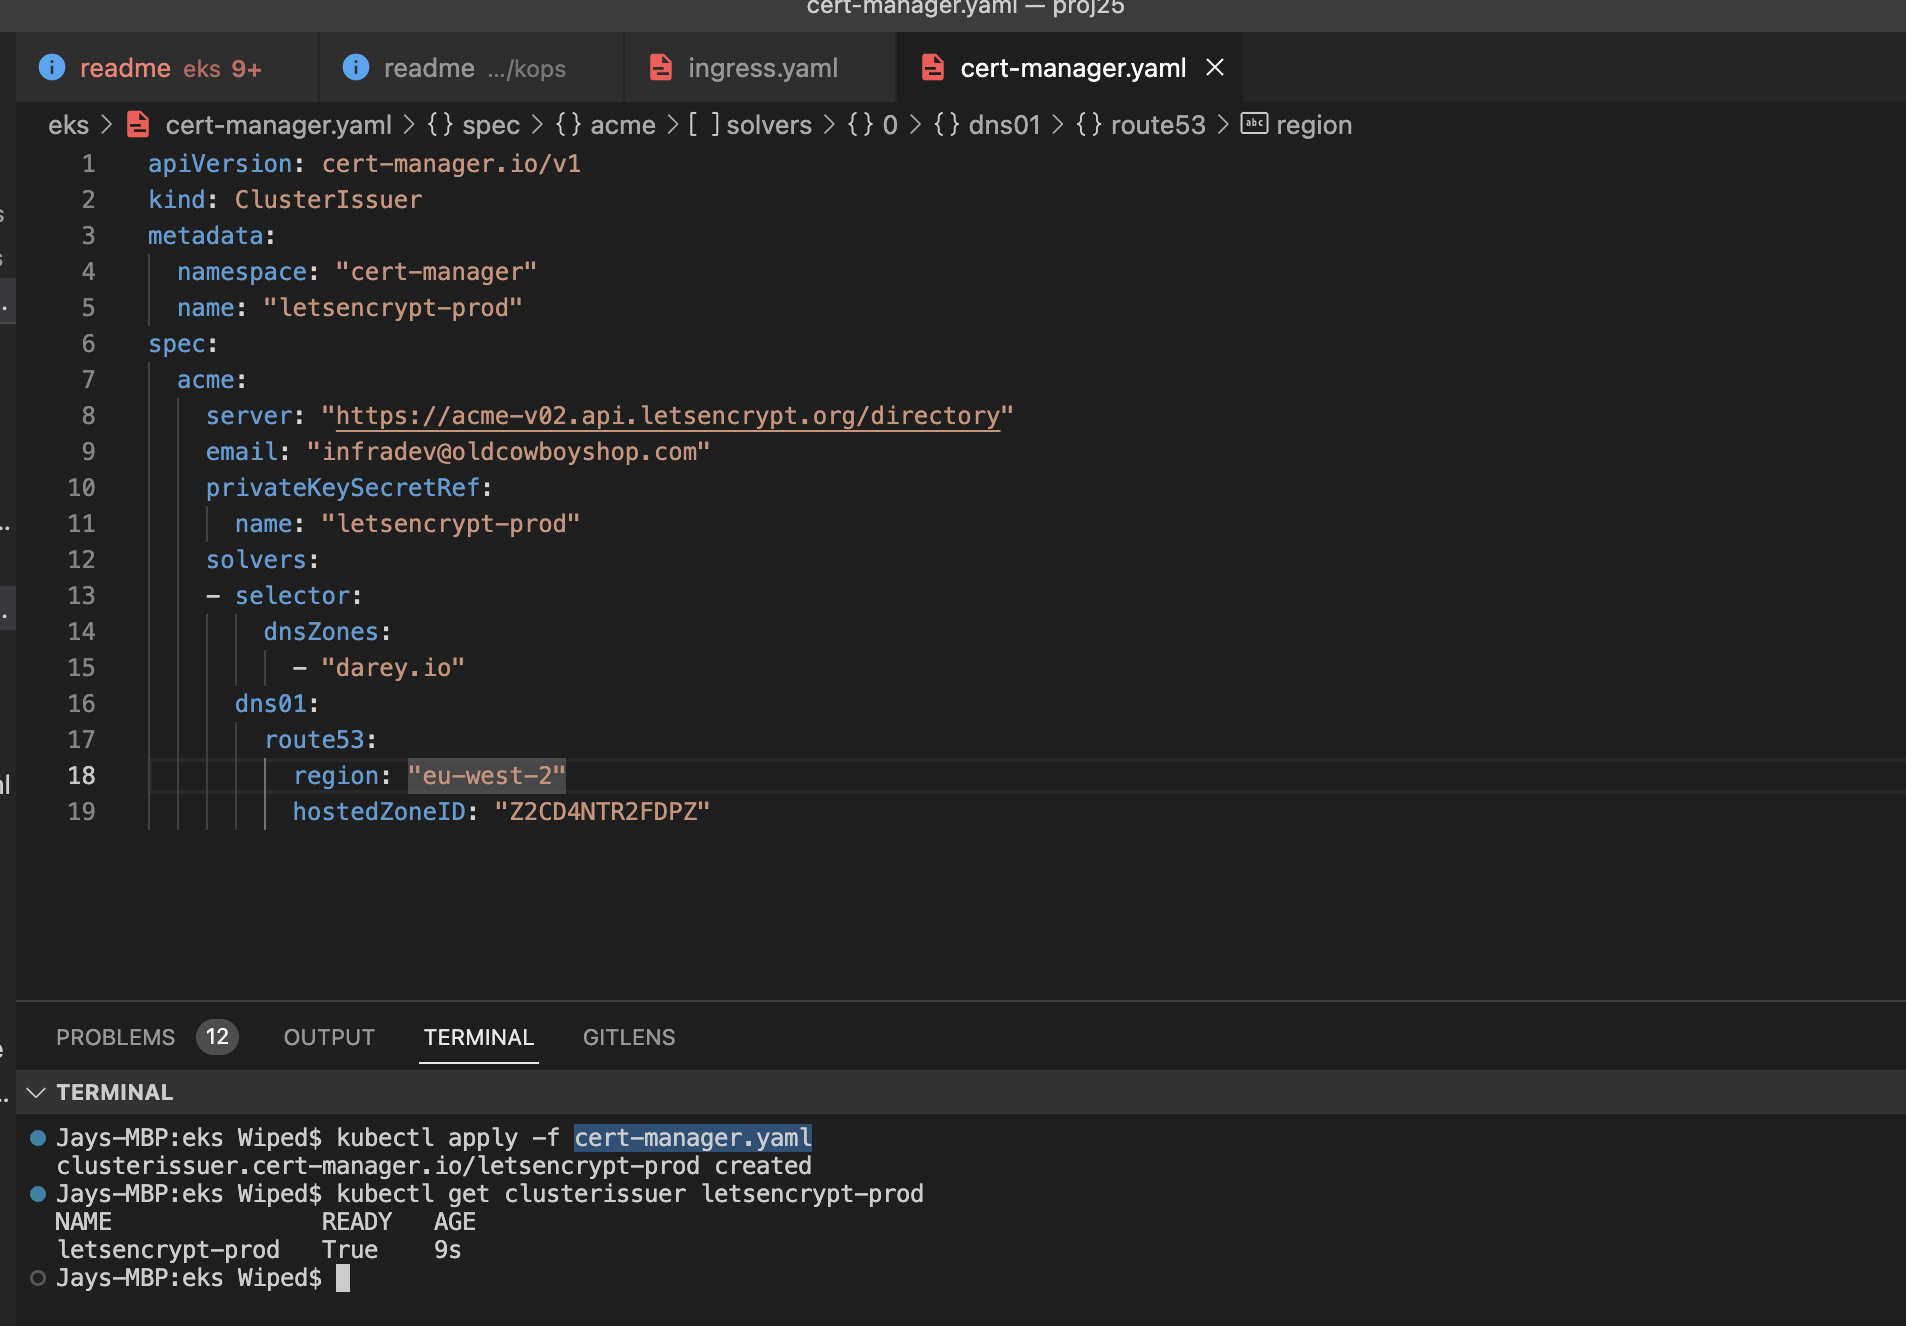 cert-manager.yaml — proj25
readme eks 9+
readme .../kops
ingress.yaml
cert-manager.yaml
eks > cert-manager.yaml > {} spec > {} acme > [ ] solvers > {} 0 > {} dns01 > {} route53 > abc region
1 apiVersion: cert-manager.io/v1
2 kind: ClusterIssuer
3 metadata:
4   namespace: "cert-manager"
5   name: "letsencrypt-prod"
6 spec:
7   acme:
8     server: "https://acme-v02.api.letsencrypt.org/directory"
9     email: "infradev@oldcowboyshop.com"
10     privateKeySecretRef:
11       name: "letsencrypt-prod"
12     solvers:
13     - selector:
14         dnsZones:
15           - "darey.io"
16       dns01:
17         route53:
18           region: "eu-west-2"
19           hostedZoneID: "Z2CD4NTR2FDPZ"
PROBLEMS 12 OUTPUT TERMINAL GITLENS
TERMINAL
Jays-MBP:eks Wiped$ kubectl apply -f cert-manager.yaml
clusterissuer.cert-manager.io/letsencrypt-prod created
Jays-MBP:eks Wiped$ kubectl get clusterissuer letsencrypt-prod
NAME               READY   AGE
letsencrypt-prod   True    9s
Jays-MBP:eks Wiped$